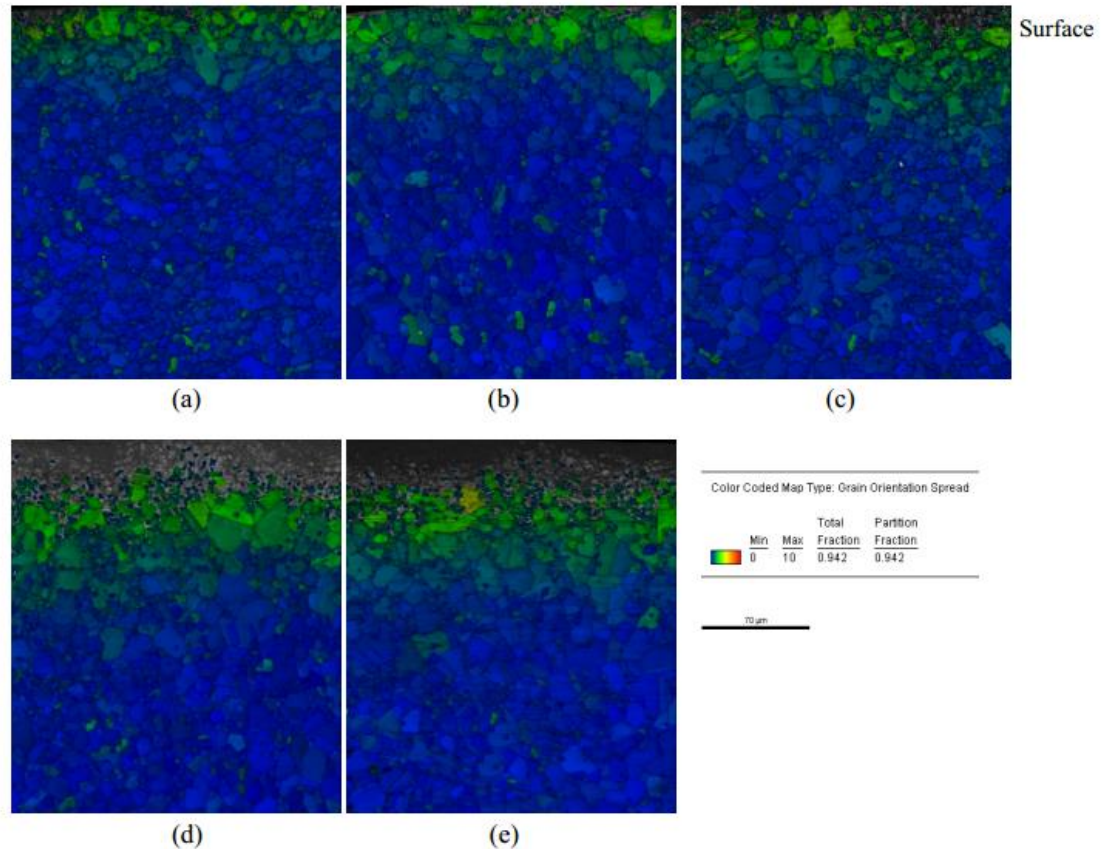 Surface
(a)
(b)
(c)
Color Coded Map Type: Grain Orientation Spread
Total Partition
Min Max Fraction Fraction
0 10 0.942 0.942
70 µm
(d)
(e)